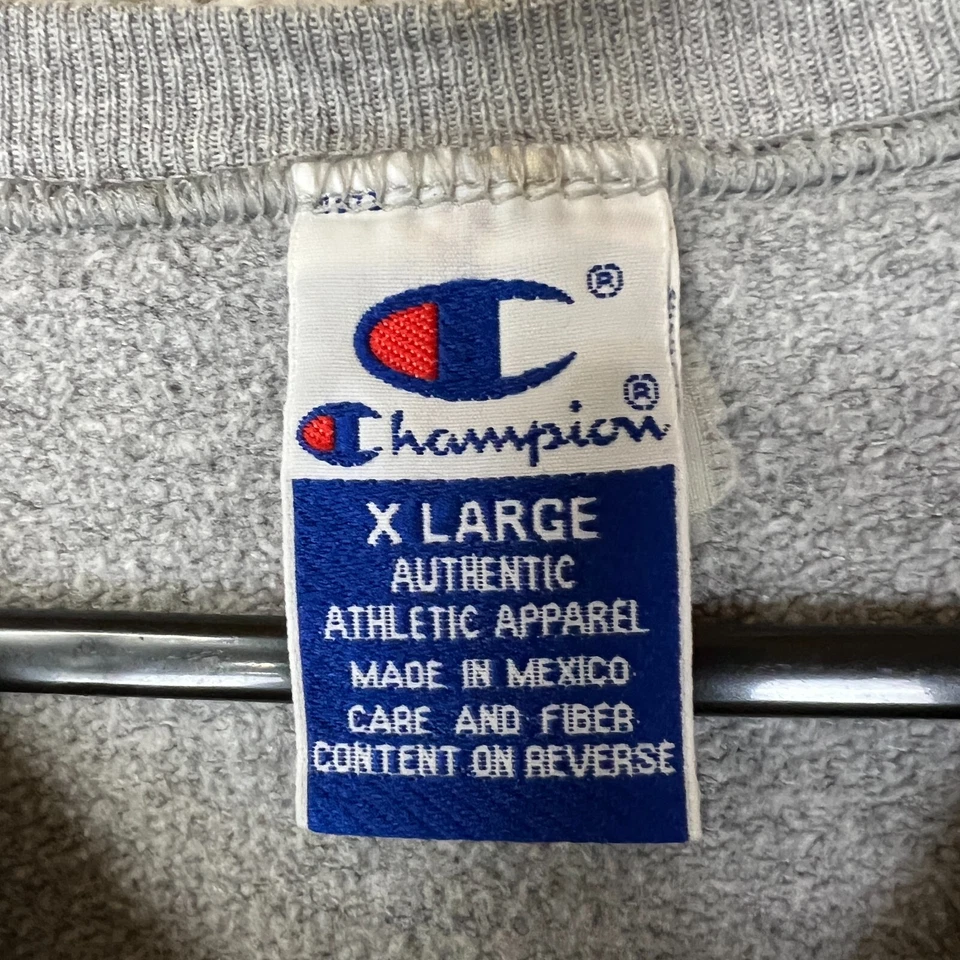 ®
Champion®
X LARGE
AUTHENTIC
ATHLETIC APPAREL
MADE IN MEXICO
CARE AND FIBER
CONTENT ON REVERSE